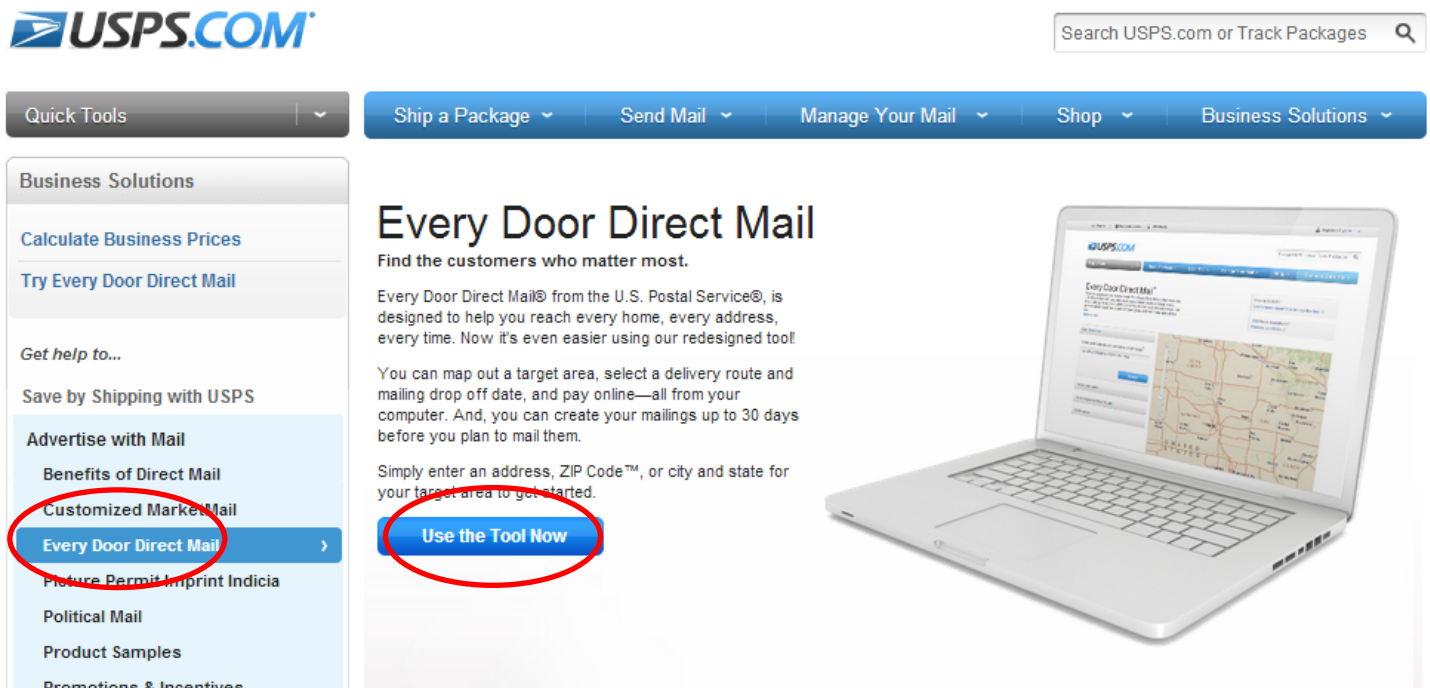 USPS.COM
Search USPS.com or Track Packages
Quick Tools
Ship a Package
Send Mail
Manage Your Mail
Shop
Business Solutions
Business Solutions
Calculate Business Prices
Try Every Door Direct Mail
Get help to...
Save by Shipping with USPS
Advertise with Mail
Benefits of Direct Mail
Customized MarketMail
Every Door Direct Mail
Picture Permit Imprint Indicia
Political Mail
Product Samples
Promotions & Incentives
Every Door Direct Mail
Find the customers who matter most.
Every Door Direct Mail® from the U.S. Postal Service®, is
designed to help you reach every home, every address,
every time. Now it's even easier using our redesigned tool!
You can map out a target area, select a delivery route and
mailing drop off date, and pay online—all from your
computer. And, you can create your mailings up to 30 days
before you plan to mail them.
Simply enter an address, ZIP Code™, or city and state for
your target area to get started.
Use the Tool Now
USPS.COM
Every Door Direct Mail